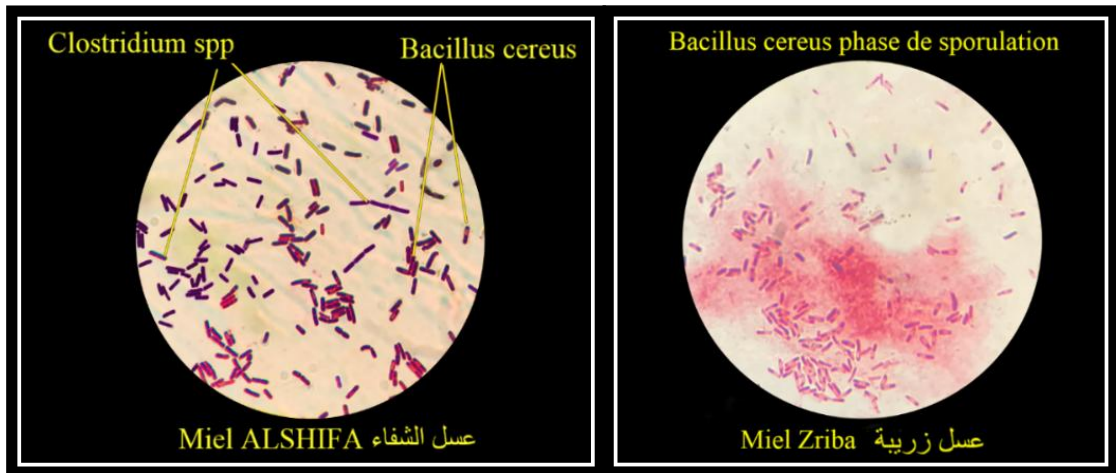 Clostridium spp
Bacillus cereus
Miel ALSHIFA عسل الشفاء
Bacillus cereus phase de sporulation
Miel Zriba عسل زريبة